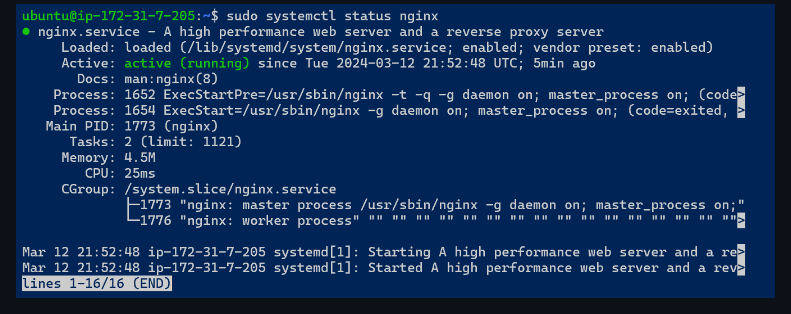 ubuntu@ip-172-31-7-205:~$ sudo systemctl status nginx
● nginx.service - A high performance web server and a reverse proxy server
     Loaded: loaded (/lib/systemd/system/nginx.service; enabled; vendor preset: enabled)
     Active: active (running) since Tue 2024-03-12 21:52:48 UTC; 5min ago
       Docs: man:nginx(8)
    Process: 1652 ExecStartPre=/usr/sbin/nginx -t -q -g daemon on; master_process on; (code>
    Process: 1654 ExecStart=/usr/sbin/nginx -g daemon on; master_process on; (code=exited, >
   Main PID: 1773 (nginx)
      Tasks: 2 (limit: 1121)
     Memory: 4.5M
        CPU: 25ms
     CGroup: /system.slice/nginx.service
             ├─1773 "nginx: master process /usr/sbin/nginx -g daemon on; master_process on;"
             └─1776 "nginx: worker process" "" "" "" "" "" "" "" "" "" "" "" "" "" "" "" "">

Mar 12 21:52:48 ip-172-31-7-205 systemd[1]: Starting A high performance web server and a re>
Mar 12 21:52:48 ip-172-31-7-205 systemd[1]: Started A high performance web server and a rev>
lines 1-16/16 (END)